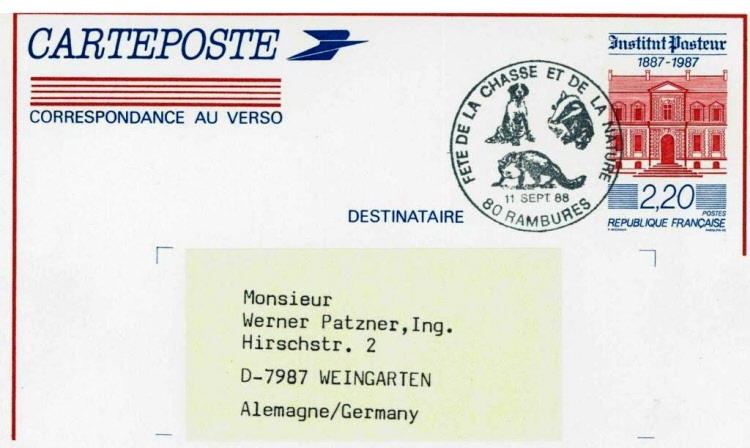 CARTEPOSTE
CORRESPONDANCE AU VERSO
FETE DE LA CHASSE ET DE LA NATURE
11 SEPT. 88
80 RAMBURES
Institut Pasteur
1887-1987
2,20
POSTES
REPUBLIQUE FRANÇAISE
DESTINATAIRE
Monsieur
Werner Patzner,Ing.
Hirschstr. 2
D-7987 WEINGARTEN
Alemagne/Germany